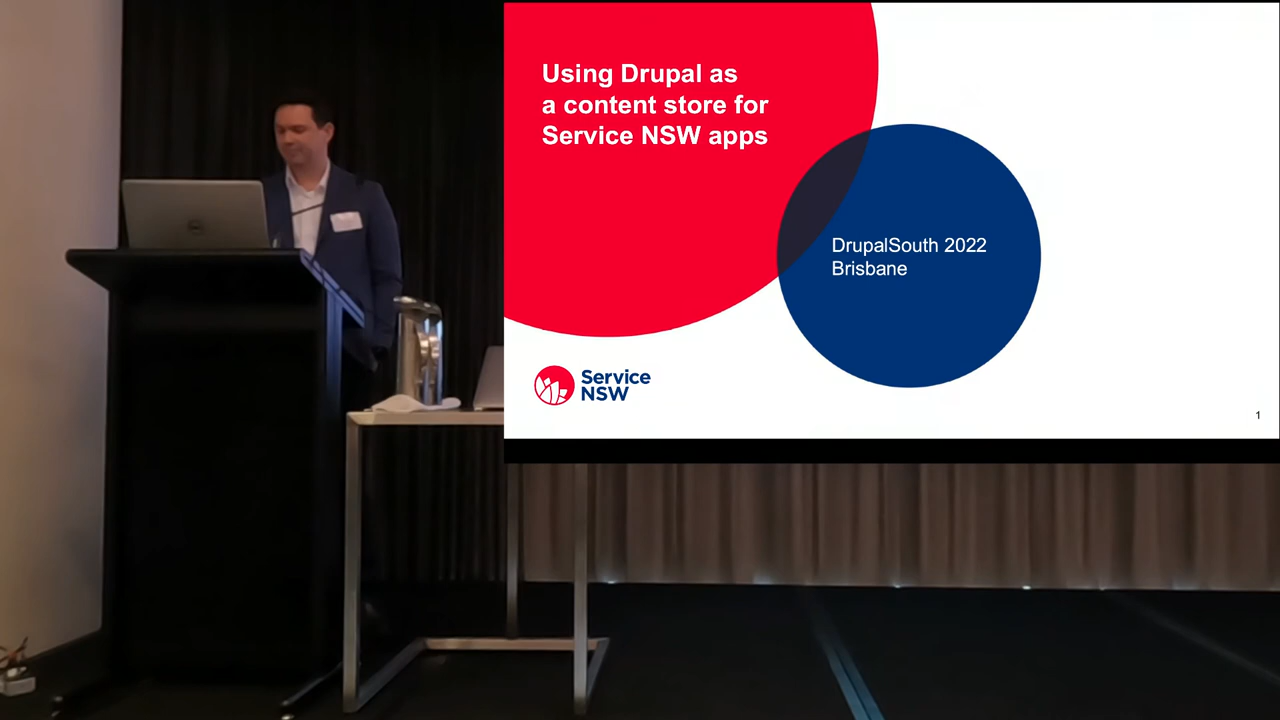 Using Drupal as
a content store for
Service NSW apps
DrupalSouth 2022
Brisbane
Service
NSW
1